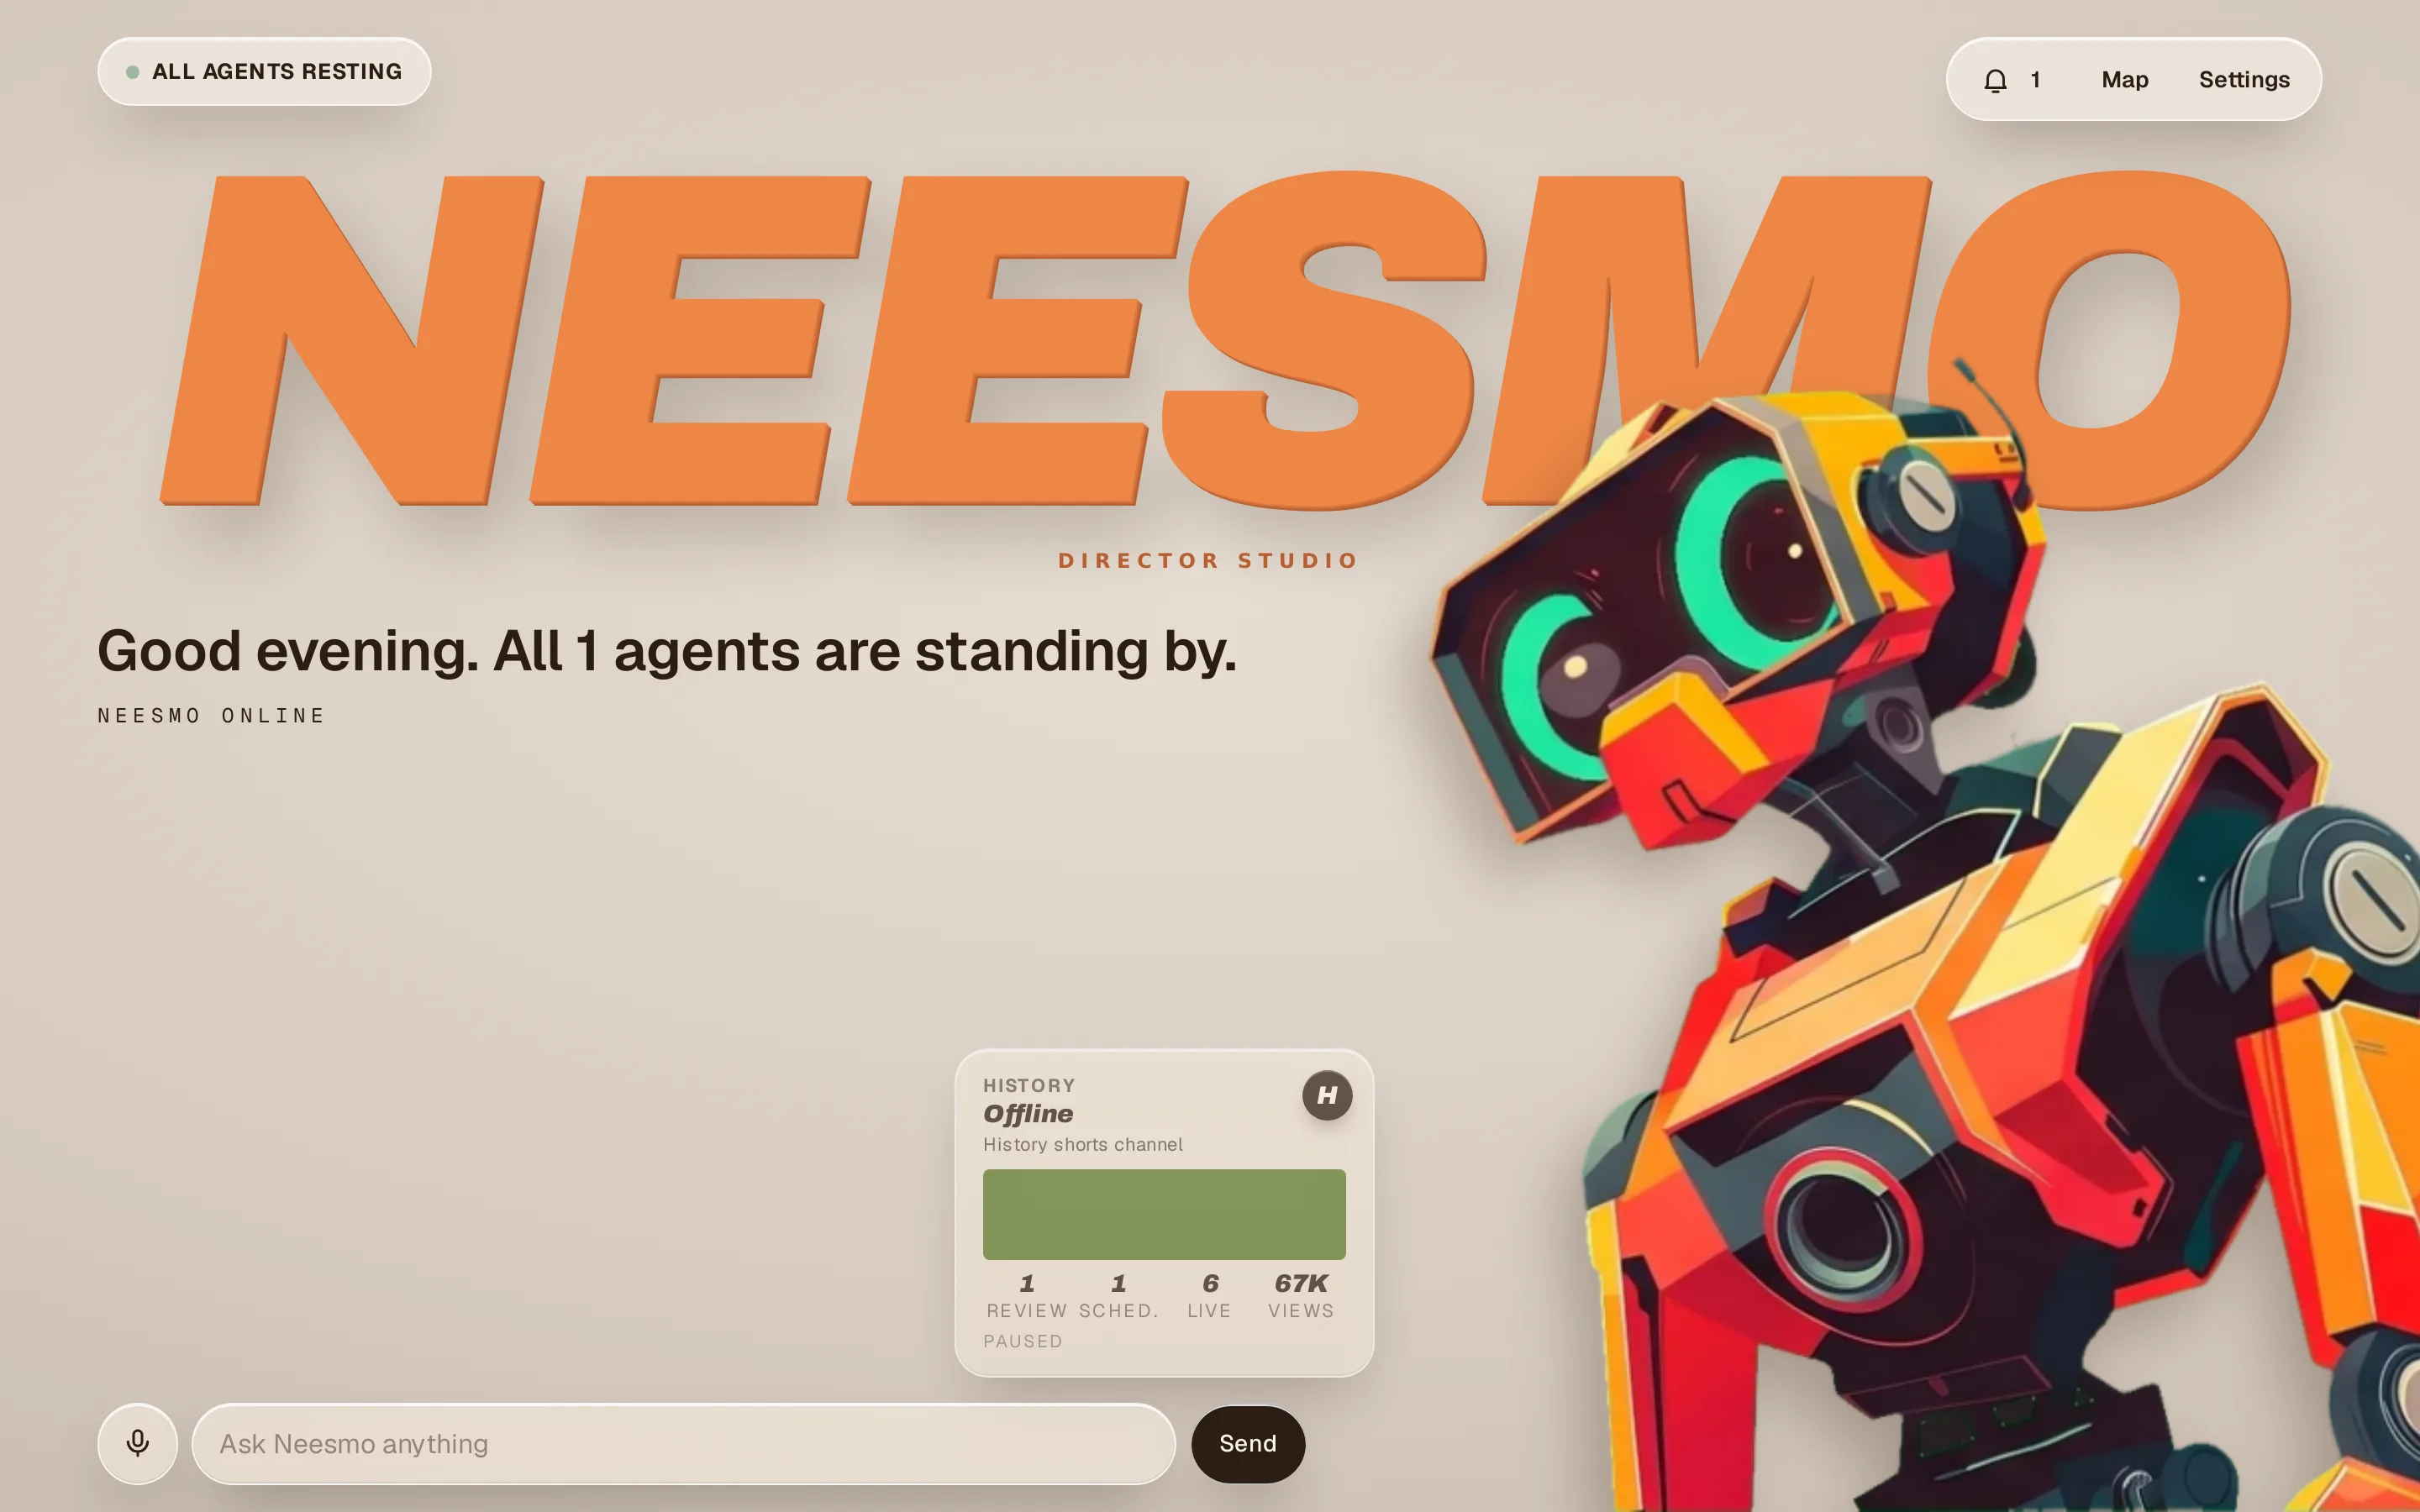 ALL AGENTS RESTING
1 Map Settings
NEESMO
DIRECTOR STUDIO
Good evening. All 1 agents are standing by.
NEESMO ONLINE
HISTORY
H
Offline
History shorts channel
1 1 6 67K
REVIEW SCHED. LIVE VIEWS
PAUSED
Ask Neesmo anything
Send